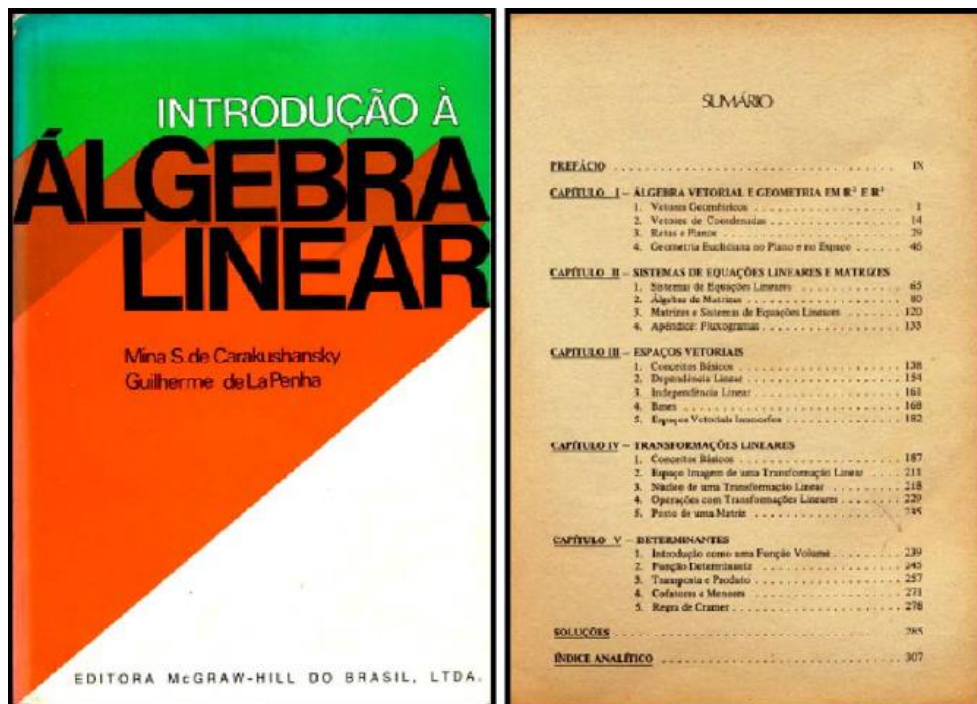 INTRODUÇÃO À
ÁLGEBRA
LINEAR
Mina S. de Carakushansky
Guilherme de La Penha
EDITORA McGRAW-HILL DO BRASIL, LTDA.
SUMÁRIO
PREFÁCIO . . . . . . . . . . IX
CAPÍTULO I – ÁLGEBRA VETORIAL E GEOMETRIA EM R² E R³
1. Vetores Geométricos . . . . . . . . . . 1
2. Vetores de Coordenadas . . . . . . . . . . 14
3. Retas e Planos . . . . . . . . . . 29
4. Geometria Euclidiana no Plano e no Espaço . . . . . . 46
CAPÍTULO II – SISTEMAS DE EQUAÇÕES LINEARES E MATRIZES
1. Sistemas de Equações Lineares . . . . . . . . . . 65
2. Álgebra de Matrizes . . . . . . . . . . 80
3. Matrizes e Sistemas de Equações Lineares . . . . . . . 120
4. Apêndice: Fluxogramas . . . . . . . . . . 133
CAPÍTULO III – ESPAÇOS VETORIAIS
1. Conceitos Básicos . . . . . . . . . . 138
2. Dependência Linear . . . . . . . . . . 154
3. Independência Linear . . . . . . . . . . 161
4. Bases . . . . . . . . . . 168
5. Espaços Vetoriais Isomorfos . . . . . . . . . . 182
CAPÍTULO IV – TRANSFORMAÇÕES LINEARES
1. Conceitos Básicos . . . . . . . . . . 187
2. Espaço Imagem de uma Transformação Linear . . . . 211
3. Núcleo de uma Transformação Linear . . . . . . . . 218
4. Operações com Transformações Lineares . . . . . . . 229
5. Posto de uma Matriz . . . . . . . . . . 235
CAPÍTULO V – DETERMINANTES
1. Introdução como uma Função Volume . . . . . . . . 239
2. Função Determinante . . . . . . . . . . 245
3. Transposta e Produto . . . . . . . . . . 257
4. Cofatores e Menores . . . . . . . . . . 271
5. Regra de Cramer . . . . . . . . . . 278
SOLUÇÕES . . . . . . . . . . 285
ÍNDICE ANALÍTICO . . . . . . . . . . 307